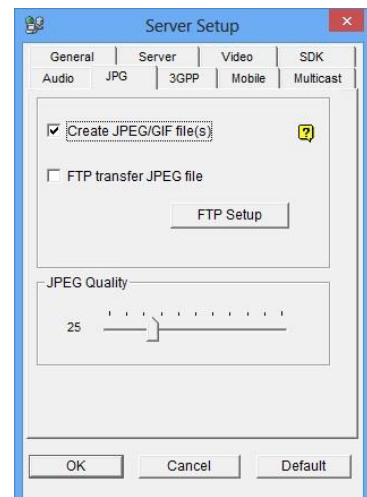 Server Setup
General Server Video SDK
Audio JPG 3GPP Mobile Multicast
Create JPEG/GIF file(s)
FTP transfer JPEG file
FTP Setup
JPEG Quality
25
OK Cancel Default